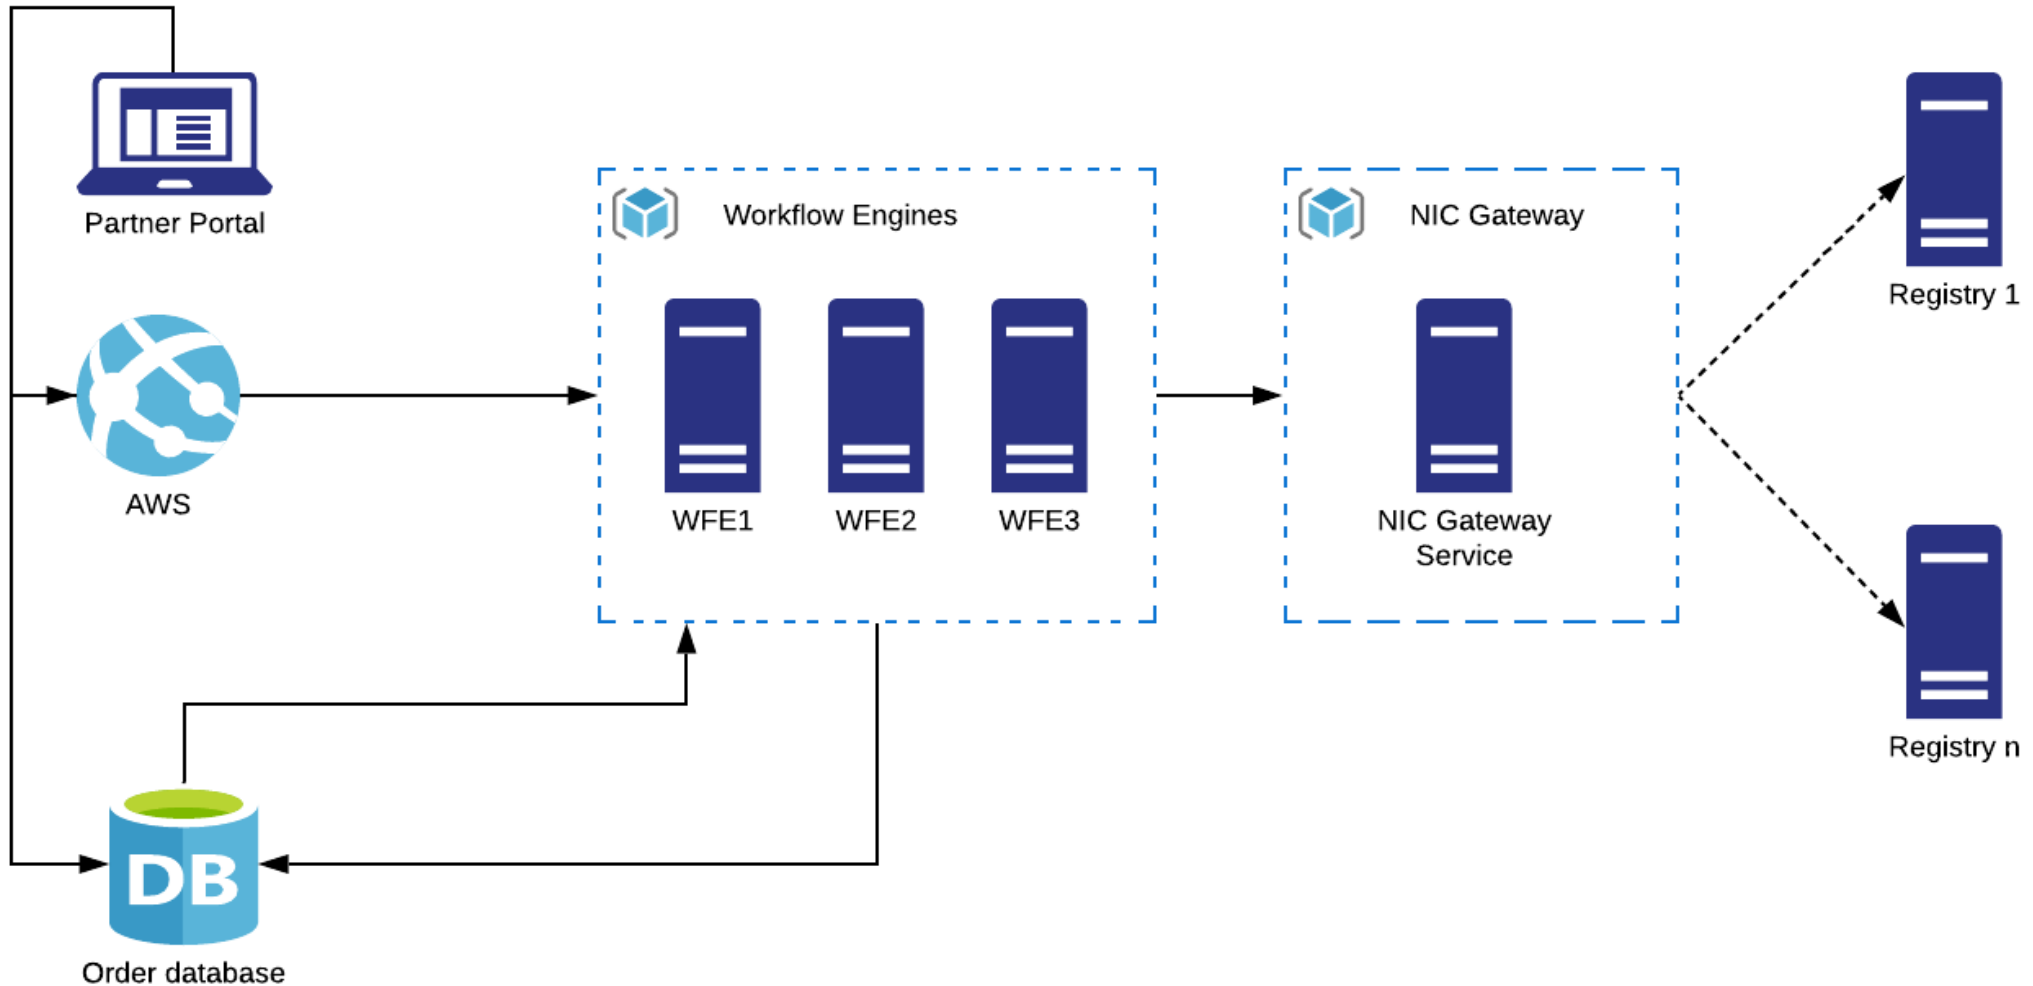 Partner Portal
AWS
DB
Order database
Workflow Engines
WFE1
WFE2
WFE3
NIC Gateway
NIC Gateway
Service
Registry 1
Registry n